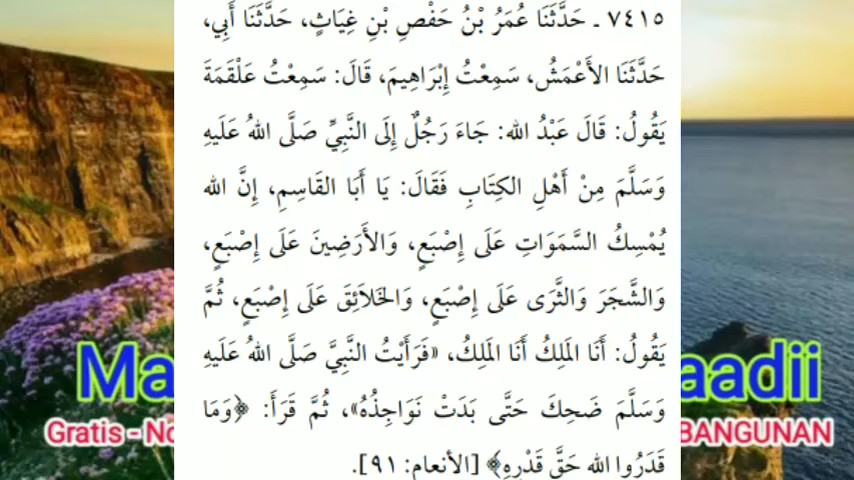 ٧٤١٥ ـ حَدَّثَنَا عُمَرُ بْنُ حَفْصِ بْنِ غِيَاثٍ، حَدَّثَنَا أَبِي،
حَدَّثَنَا الأَعْمَشُ، سَمِعْتُ إِبْرَاهِيمَ، قَالَ: سَمِعْتُ عَلْقَمَةَ
يَقُولُ: قَالَ عَبْدُ الله: جَاءَ رَجُلٌ إِلَى النَّبِيِّ صَلَّى اللهُ عَلَيهِ
وَسَلَّمَ مِنْ أَهْلِ الكِتَابِ فَقَالَ: يَا أَبَا القَاسِمِ، إِنَّ الله
يُمْسِكُ السَّمَوَاتِ عَلَى إِصْبَعٍ، وَالأَرَضِينَ عَلَى إِصْبَعٍ،
وَالشَّجَرَ وَالثَّرَى عَلَى إِصْبَعٍ، وَالخَلاَئِقَ عَلَى إِصْبَعٍ، ثُمَّ
يَقُولُ: أَنَا المَلِكُ أَنَا المَلِكُ، «فَرَأَيْتُ النَّبِيَّ صَلَّى اللهُ عَلَيهِ
وَسَلَّمَ ضَحِكَ حَتَّى بَدَتْ نَوَاجِذُهُ»، ثُمَّ قَرَأَ: ﴿وَمَا
قَدَرُوا الله حَقَّ قَدْرِهِ﴾ [الأنعام: ٩١].
Ma aadii
Gratis - No BANGUNAN